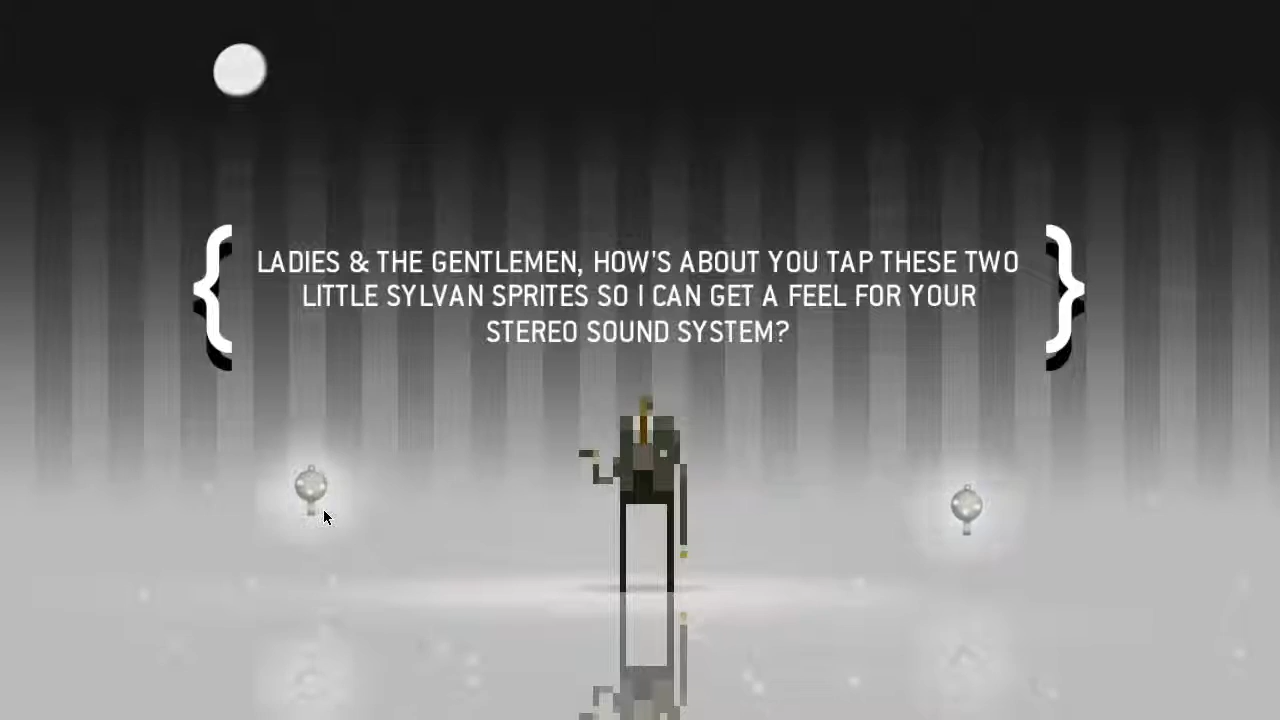 LADIES & THE GENTLEMEN, HOW'S ABOUT YOU TAP THESE TWO
LITTLE SYLVAN SPRITES SO I CAN GET A FEEL FOR YOUR
STEREO SOUND SYSTEM?